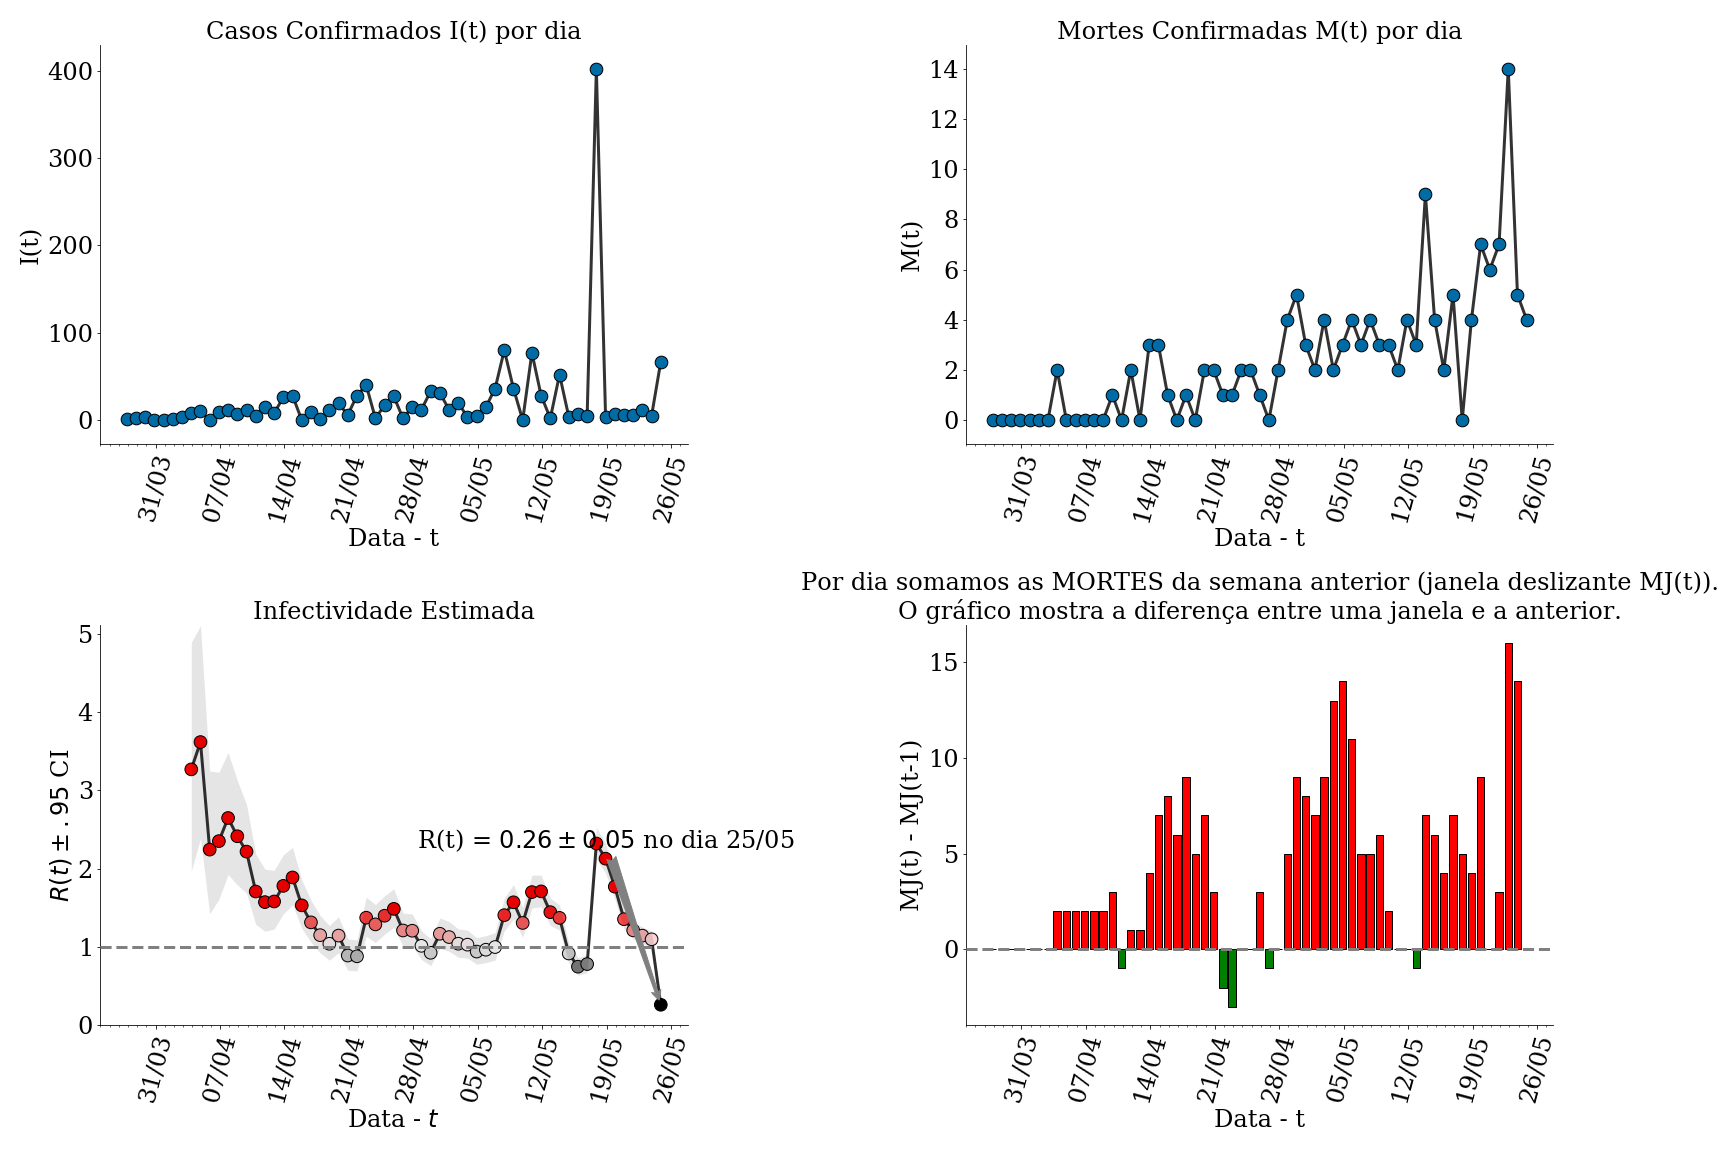 Casos Confirmados I(t) por dia
I(t)
400
300
200
100
0
31/03 07/04 14/04 21/04 28/04 05/05 12/05 19/05 26/05
Data - t
Mortes Confirmadas M(t) por dia
M(t)
14
12
10
8
6
4
2
0
31/03 07/04 14/04 21/04 28/04 05/05 12/05 19/05 26/05
Data - t
Infectividade Estimada
R(t) ± .95 CI
5
4
3
2
1
0
R(t) = 0.26 ± 0.05 no dia 25/05
31/03 07/04 14/04 21/04 28/04 05/05 12/05 19/05 26/05
Data - t
Por dia somamos as MORTES da semana anterior (janela deslizante MJ(t)).
O gráfico mostra a diferença entre uma janela e a anterior.
MJ(t) - MJ(t-1)
15
10
5
0
31/03 07/04 14/04 21/04 28/04 05/05 12/05 19/05 26/05
Data - t